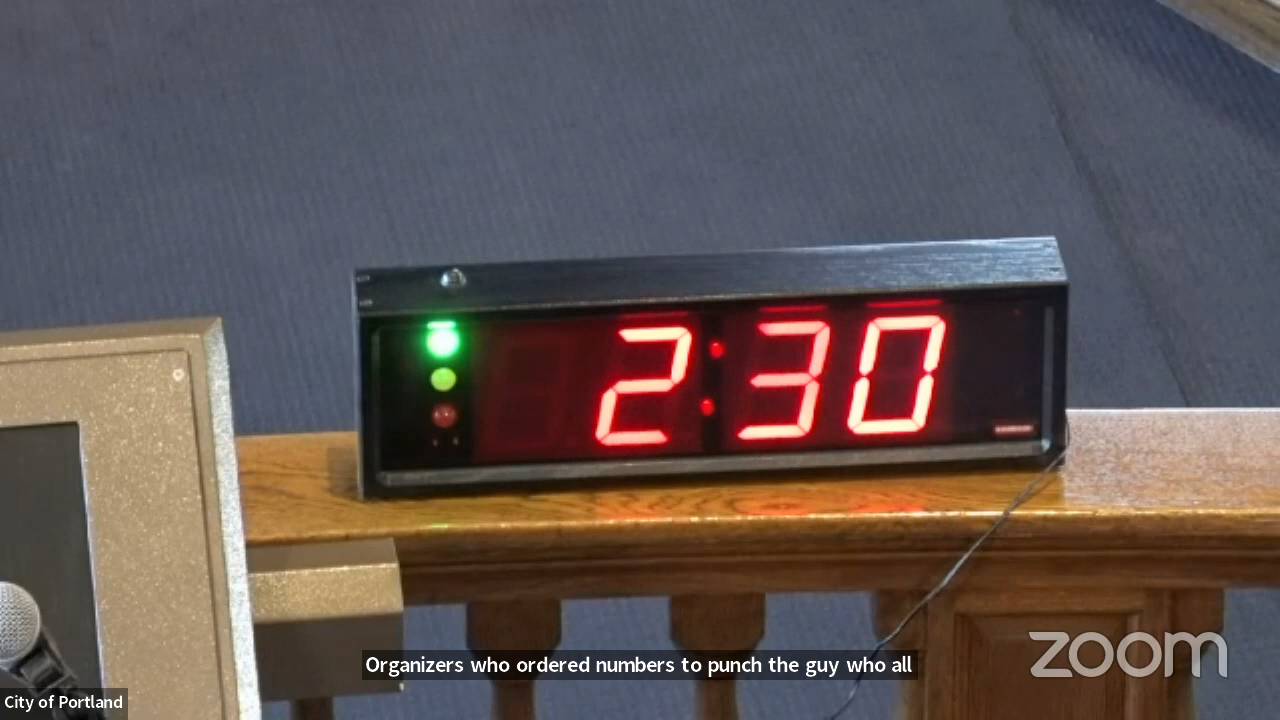 2:30
Organizers who ordered numbers to punch the guy who all
zoom
City of Portland